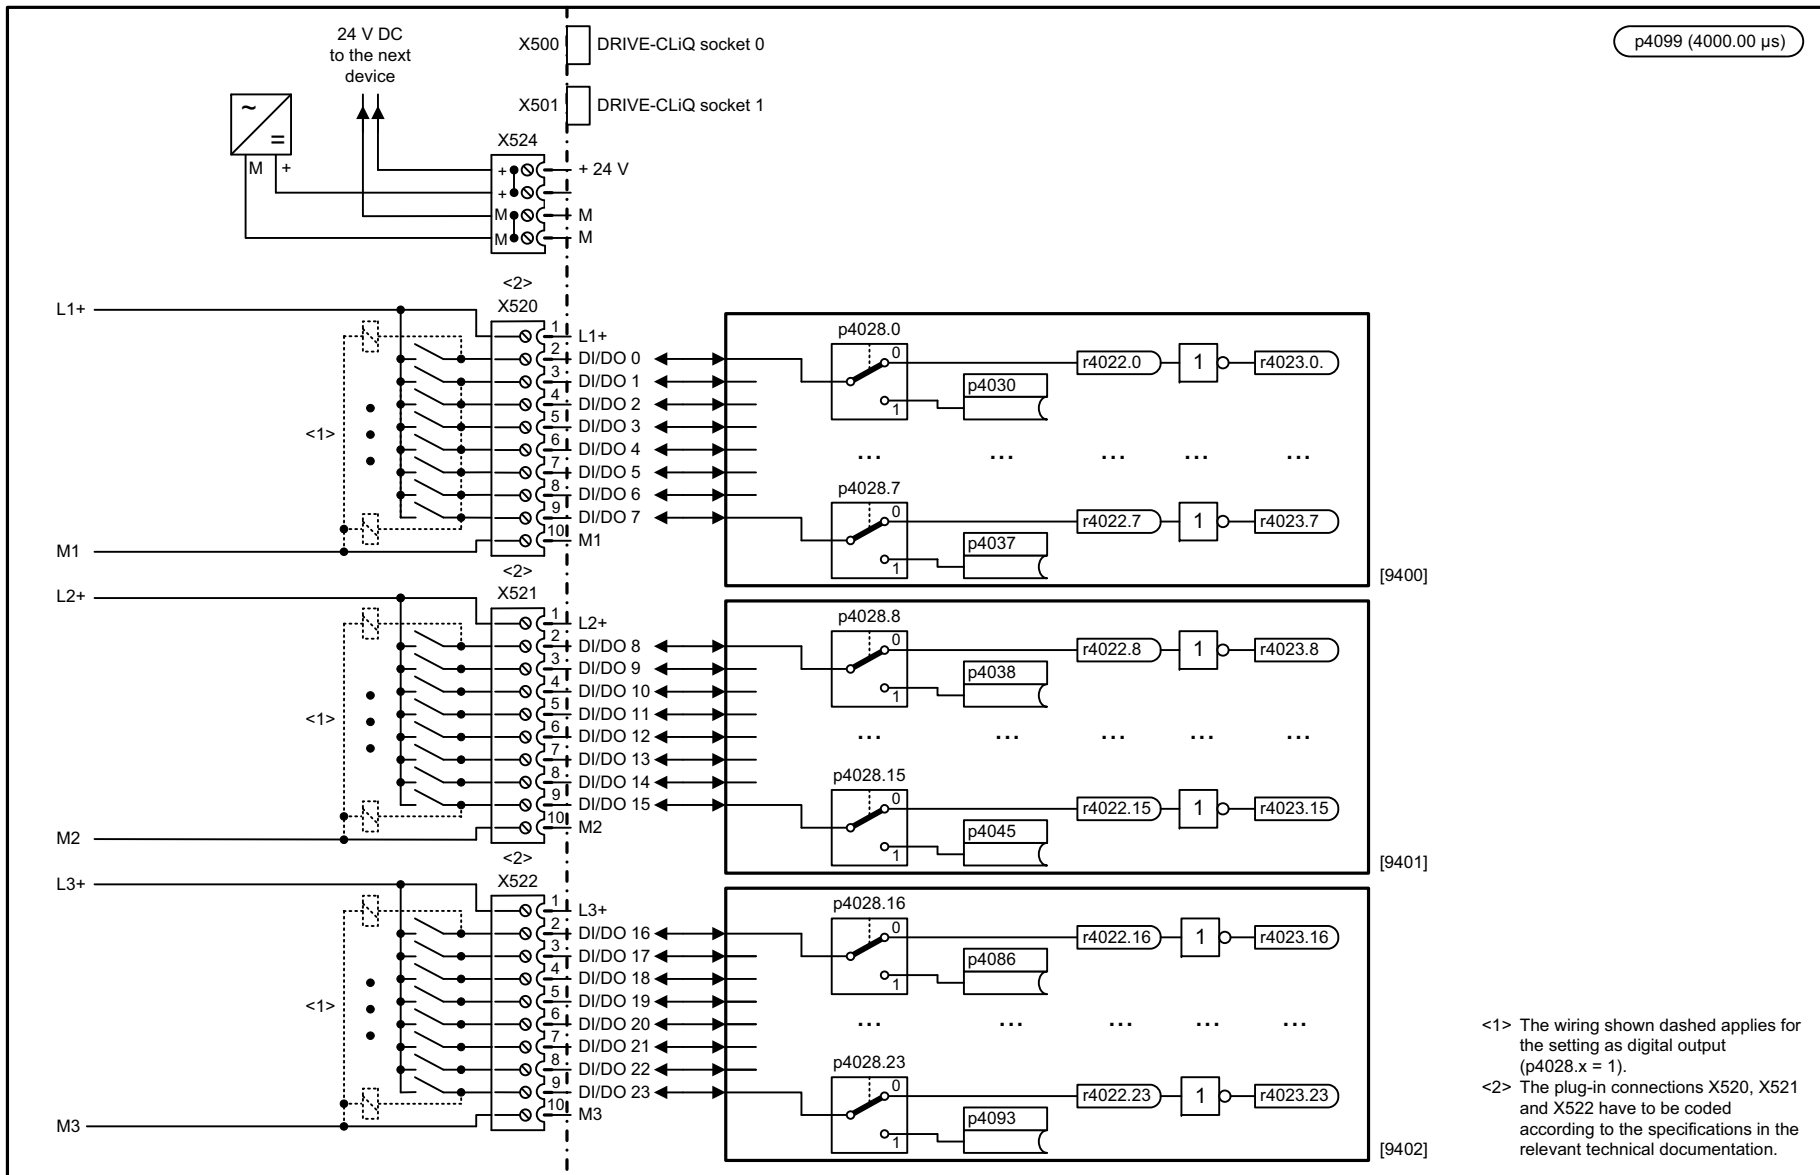 24 V DC
to the next
device
X500
DRIVE-CLiQ socket 0
p4099 (4000.00 µs)
X501
DRIVE-CLiQ socket 1
~
=
M
+
X524
+
+ 24 V
+
M
M
M
M
<2>
X520
L1+
1
L1+
2
DI/DO 0
3
DI/DO 1
4
DI/DO 2
5
DI/DO 3
6
DI/DO 4
7
DI/DO 5
8
DI/DO 6
9
DI/DO 7
10
M1
<1>
M1
p4028.0
0
1
p4030
r4022.0
1
r4023.0.
... ... ... ... ...
p4028.7
0
1
p4037
r4022.7
1
r4023.7
[9400]
<2>
X521
L2+
1
L2+
2
DI/DO 8
3
DI/DO 9
4
DI/DO 10
5
DI/DO 11
6
DI/DO 12
7
DI/DO 13
8
DI/DO 14
9
DI/DO 15
10
M2
<1>
M2
p4028.8
0
1
p4038
r4022.8
1
r4023.8
... ... ... ... ...
p4028.15
0
1
p4045
r4022.15
1
r4023.15
[9401]
<2>
X522
L3+
1
L3+
2
DI/DO 16
3
DI/DO 17
4
DI/DO 18
5
DI/DO 19
6
DI/DO 20
7
DI/DO 21
8
DI/DO 22
9
DI/DO 23
10
M3
<1>
M3
p4028.16
0
1
p4086
r4022.16
1
r4023.16
... ... ... ... ...
p4028.23
0
1
p4093
r4022.23
1
r4023.23
[9402]
<1> The wiring shown dashed applies for
the setting as digital output
(p4028.x = 1).
<2> The plug-in connections X520, X521
and X522 have to be coded
according to the specifications in the
relevant technical documentation.